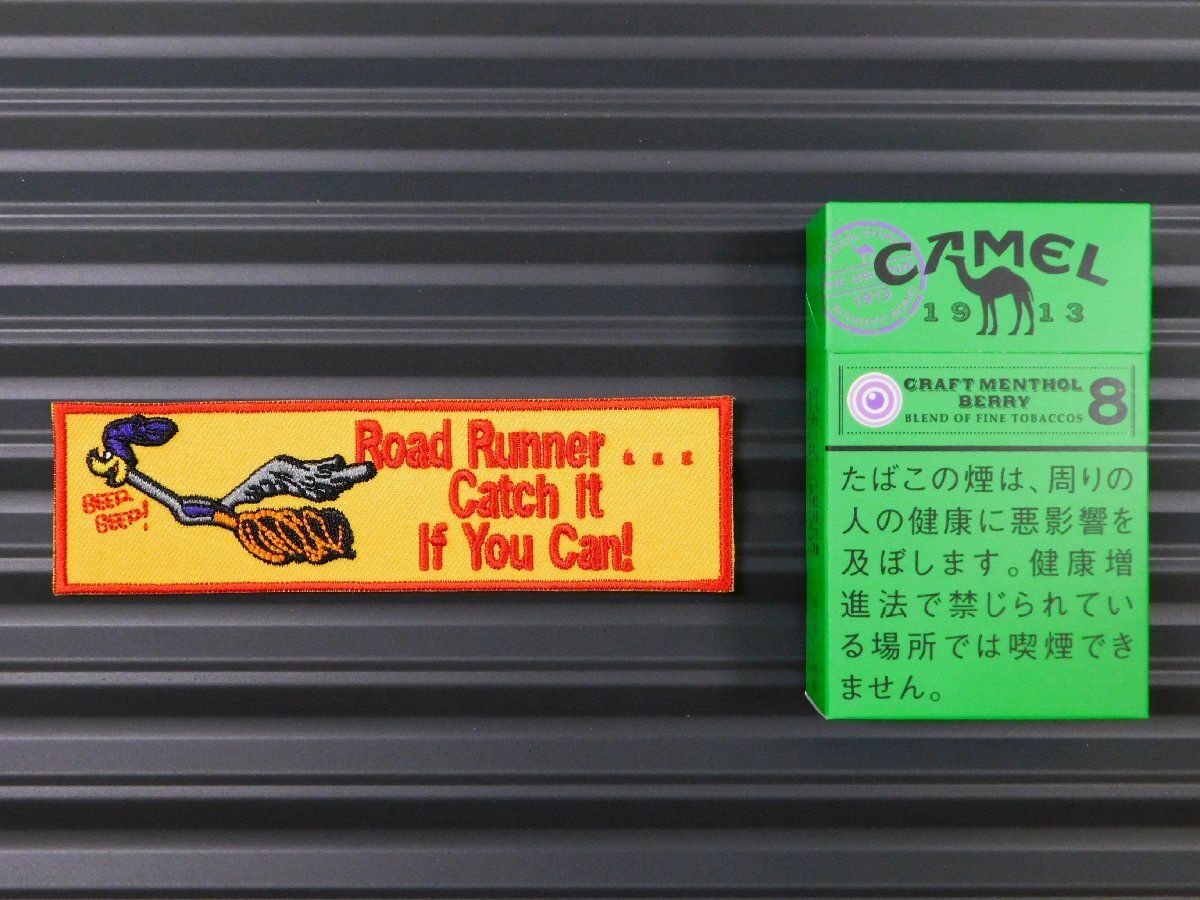 BEEP,
BEEP!
Road Runner . . .
Catch It
If You Can!
CAMEL
1913
1913
CRAFT MENTHOL
BERRY
BLEND OF FINE TOBACCOS
8
たばこの煙は、周りの
人の健康に悪影響を
及ぼします。健康増
進法で禁じられてい
る場所では喫煙でき
ません。